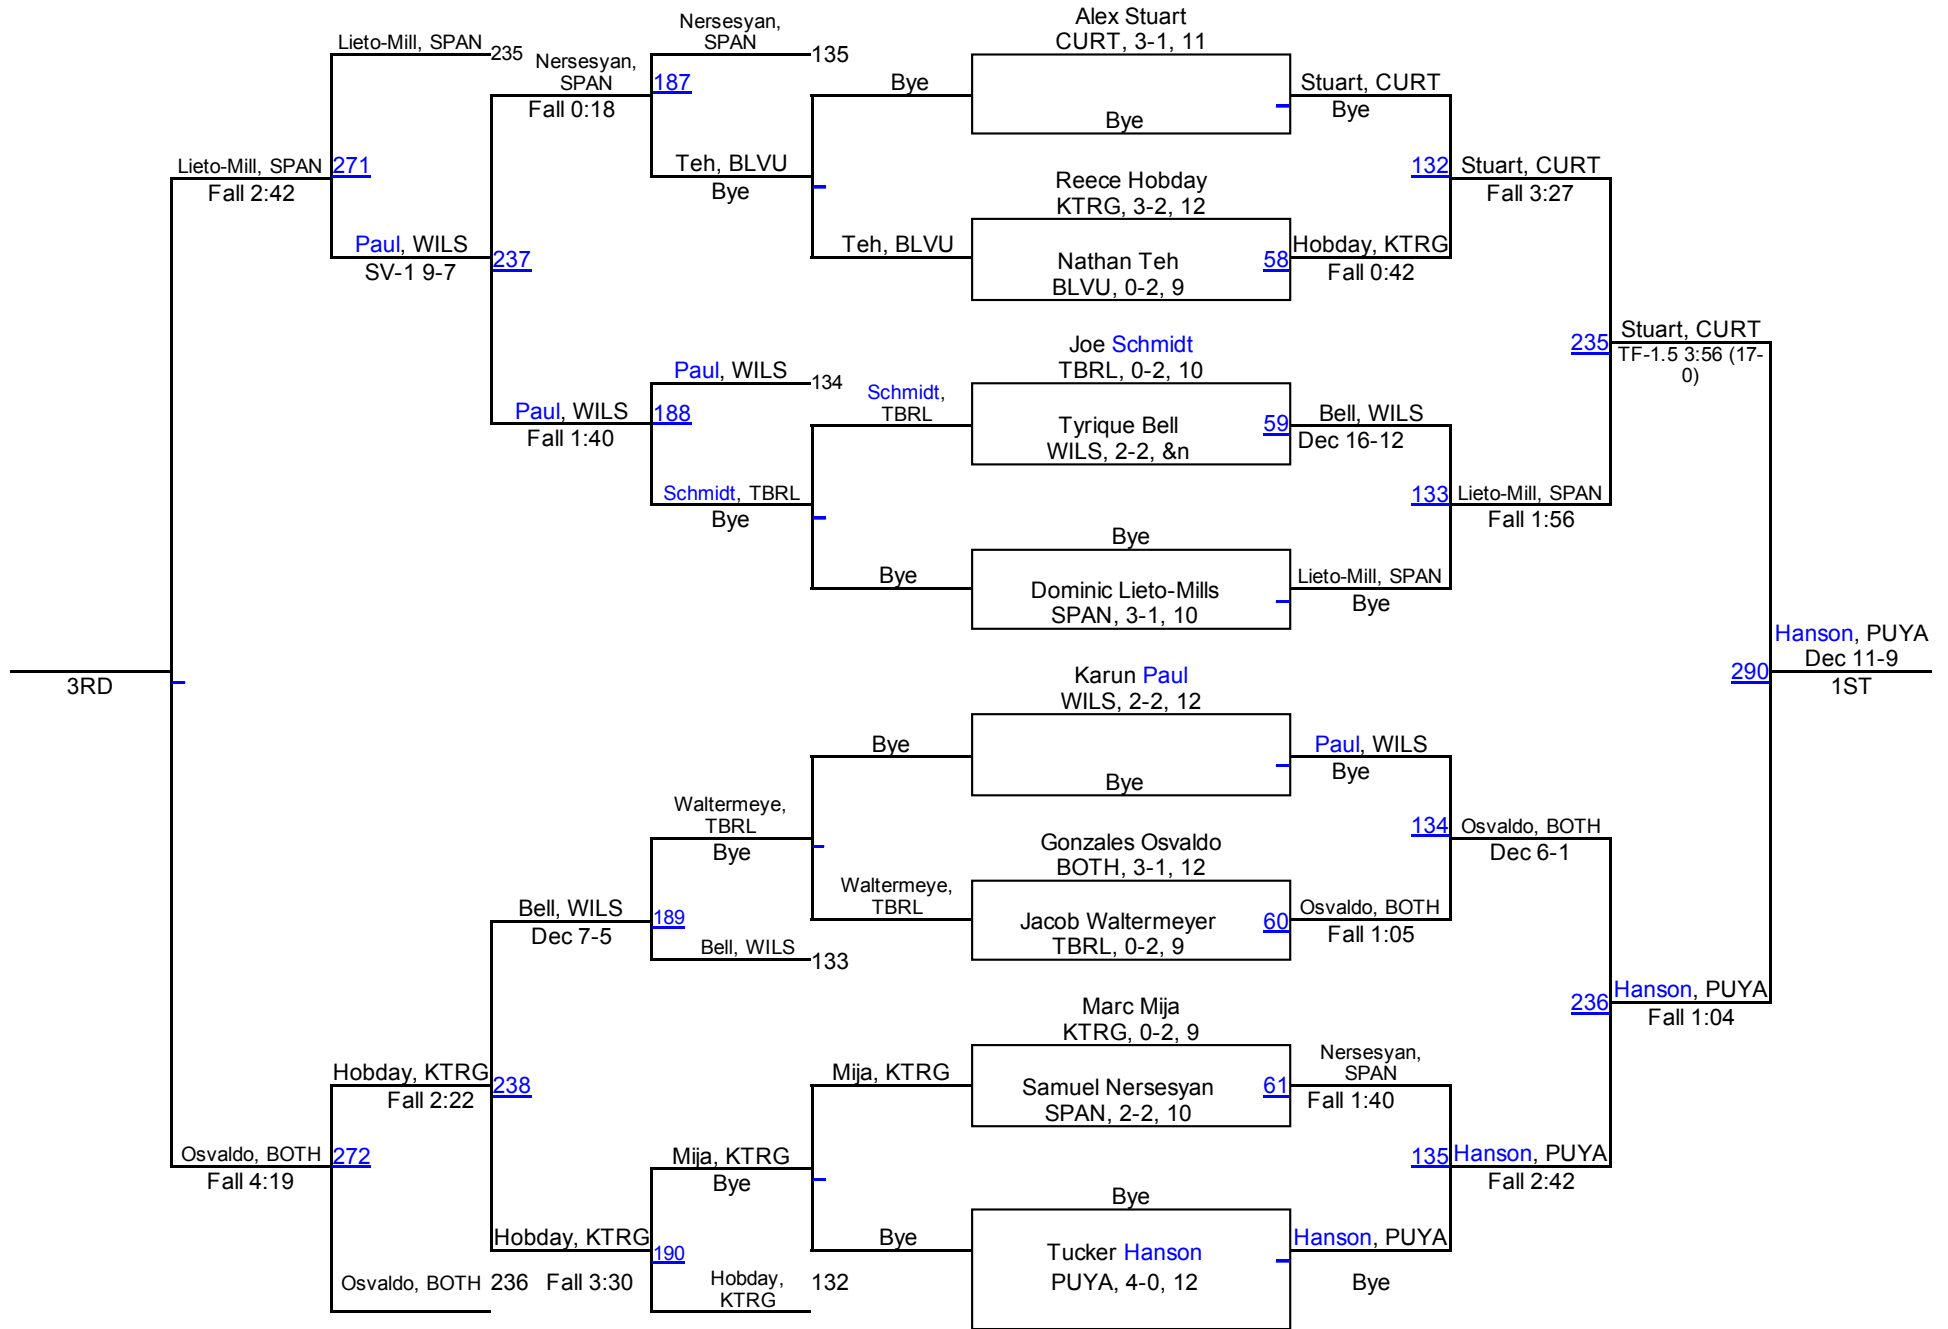 Alex Stuart
CURT, 3-1, 11
Nersesyan,
SPAN
Lieto-Mill, SPAN
235
135
Nersesyan,
SPAN
187
Fall 0:18
Bye
Stuart, CURT
Bye
Bye
Lieto-Mill, SPAN
271
Fall 2:42
Teh, BLVU
Bye
132
Stuart, CURT
Fall 3:27
Reece Hobday
KTRG, 3-2, 12
Paul, WILS
SV-1 9-7
237
Teh, BLVU
Nathan Teh
BLVU, 0-2, 9
58
Hobday, KTRG
Fall 0:42
235
Stuart, CURT
TF-1.5 3:56 (17-
0)
Joe Schmidt
TBRL, 0-2, 10
Paul, WILS
134
Schmidt,
TBRL
Paul, WILS
188
Fall 1:40
Tyrique Bell
WILS, 2-2, &n
59
Bell, WILS
Dec 16-12
Schmidt, TBRL
Bye
133
Lieto-Mill, SPAN
Fall 1:56
Bye
Bye
Dominic Lieto-Mills
SPAN, 3-1, 10
Lieto-Mill, SPAN
Bye
Hanson, PUYA
Dec 11-9
290
1ST
3RD
Karun Paul
WILS, 2-2, 12
Bye
Bye
Paul, WILS
Bye
Waltermeye,
TBRL
Bye
134
Osvaldo, BOTH
Dec 6-1
Gonzales Osvaldo
BOTH, 3-1, 12
Waltermeye,
TBRL
Jacob Waltermeyer
TBRL, 0-2, 9
60
Osvaldo, BOTH
Fall 1:05
Bell, WILS
Dec 7-5
189
Bell, WILS
133
236
Hanson, PUYA
Fall 1:04
Marc Mija
KTRG, 0-2, 9
Hobday, KTRG
Fall 2:22
238
Mija, KTRG
Samuel Nersesyan
SPAN, 2-2, 10
61
Nersesyan,
SPAN
Fall 1:40
Osvaldo, BOTH
272
Fall 4:19
Mija, KTRG
Bye
135
Hanson, PUYA
Fall 2:42
Bye
Hobday, KTRG
190
Fall 3:30
Bye
Tucker Hanson
PUYA, 4-0, 12
Hanson, PUYA
Bye
Osvaldo, BOTH
236
Hobday,
KTRG
132